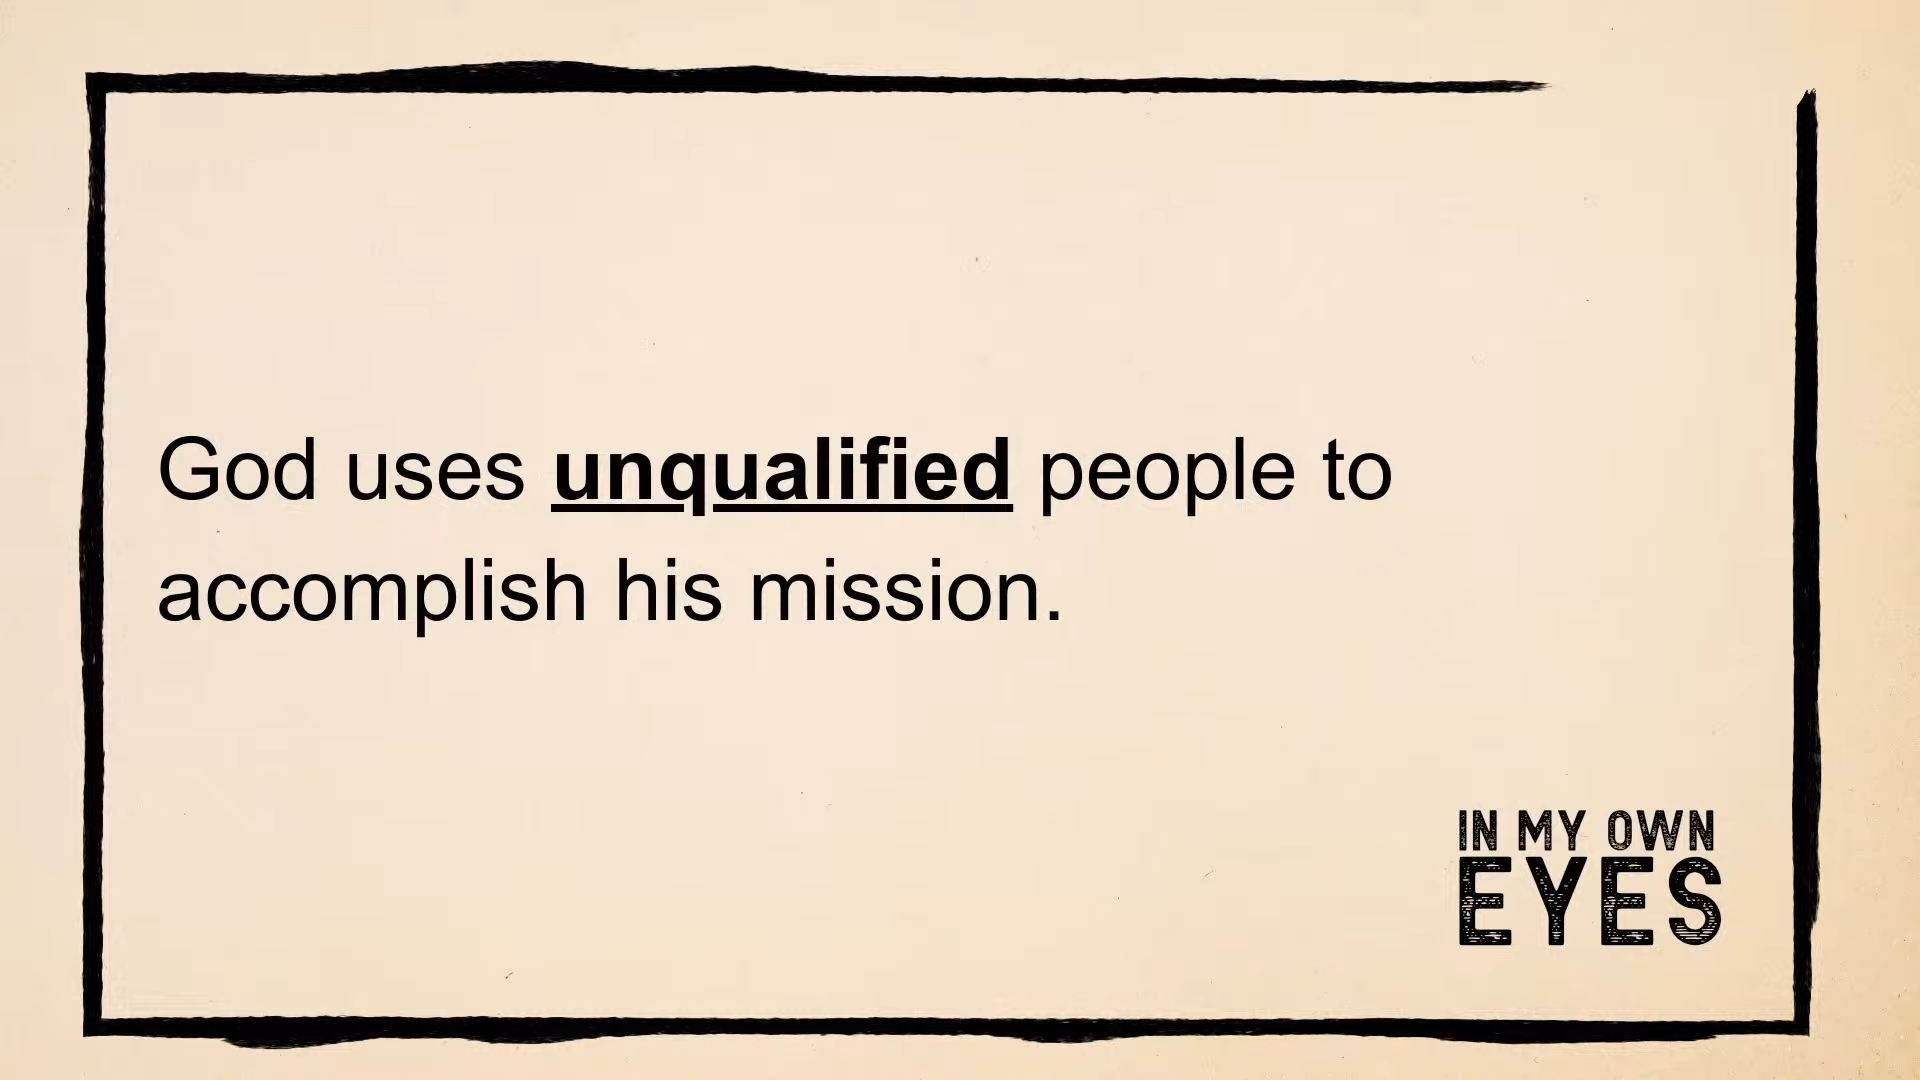 God uses unqualified people to
accomplish his mission.
IN MY OWN
EYES